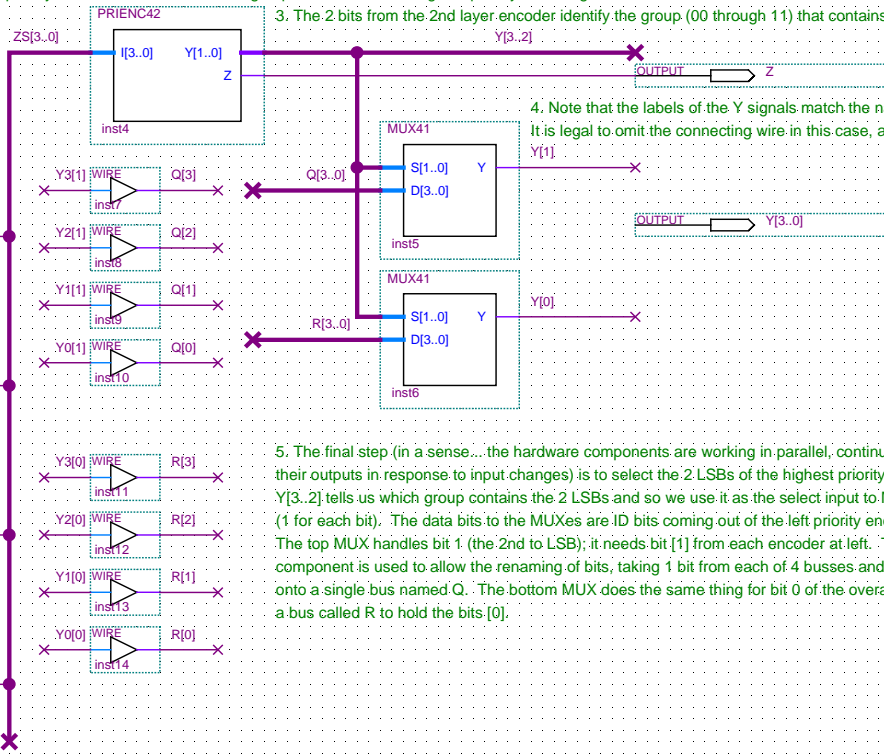 PRIENC42
3. The 2 bits from the 2nd layer encoder identify the group (00 through 11) that contains
ZS[3..0]
I[3..0] Y[1..0]
Z
inst4
Y[3..2]
OUTPUT Z
4. Note that the labels of the Y signals match the n
It is legal to omit the connecting wire in this case, a
MUX41
Y[1]
S[1..0] Y
Q[3..0]
D[3..0]
inst5
OUTPUT Y[3..0]
Y3[1] WIRE Q[3]
inst7
Y2[1] WIRE Q[2]
inst8
Y1[1] WIRE Q[1]
inst9
Y0[1] WIRE Q[0]
inst10
MUX41
Y[0]
S[1..0] Y
R[3..0]
D[3..0]
inst6
Y3[0] WIRE R[3]
inst11
Y2[0] WIRE R[2]
inst12
Y1[0] WIRE R[1]
inst13
Y0[0] WIRE R[0]
inst14
5. The final step (in a sense... the hardware components are working in parallel, continu
their outputs in response to input changes) is to select the 2 LSBs of the highest priority
Y[3..2] tells us which group contains the 2 LSBs and so we use it as the select input to M
(1 for each bit). The data bits to the MUXes are ID bits coming out of the left priority en
The top MUX handles bit 1 (the 2nd to LSB); it needs bit [1] from each encoder at left. T
component is used to allow the renaming of bits, taking 1 bit from each of 4 busses and
onto a single bus named Q. The bottom MUX does the same thing for bit 0 of the overa
a bus called R to hold the bits [0].